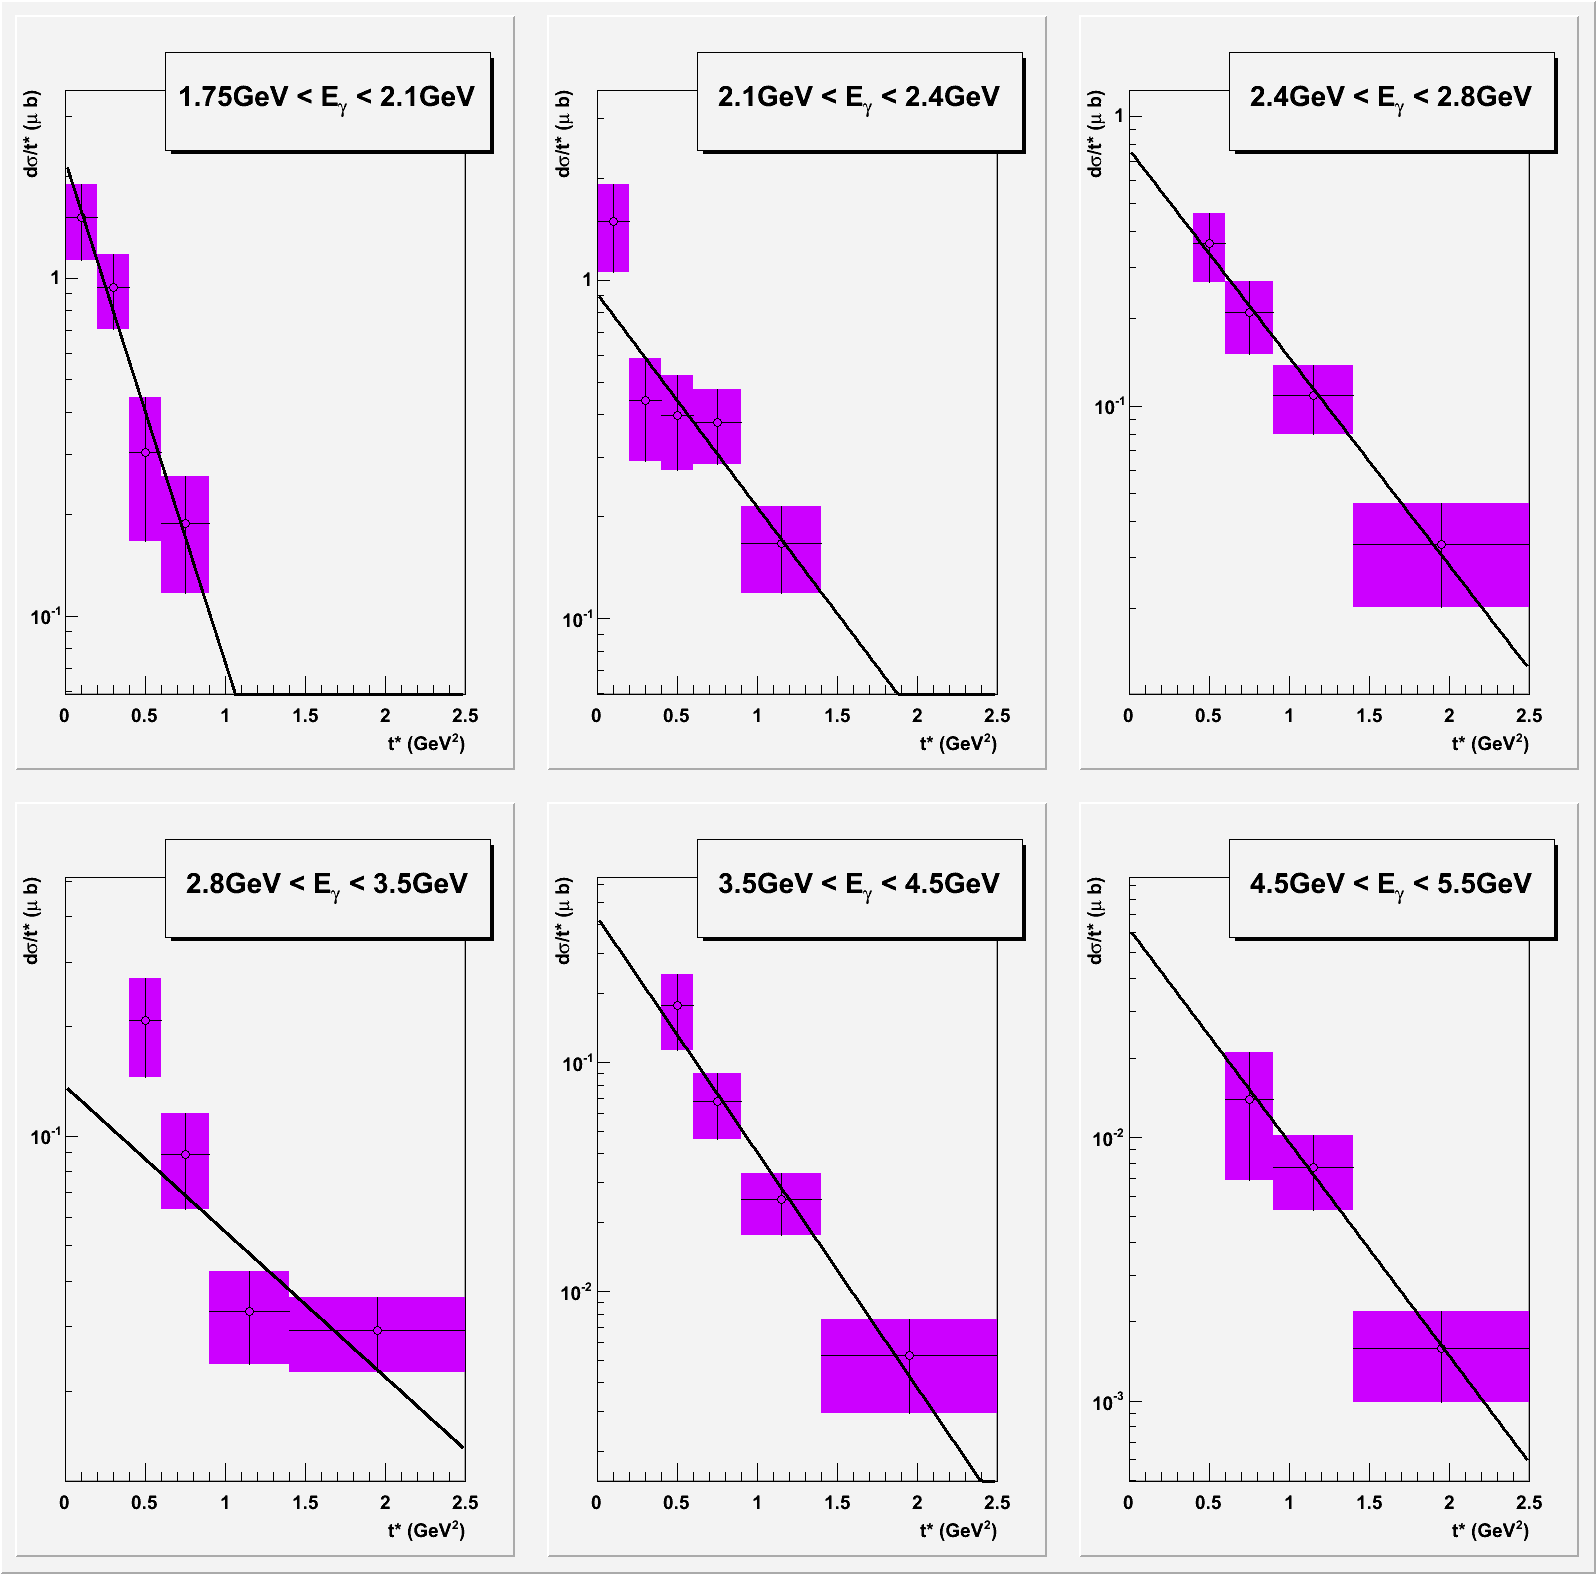 1.75GeV < Eγ < 2.1GeV
dσ/t* (μ b)
1
10⁻¹
0 0.5 1 1.5 2 2.5
t* (GeV²)
2.1GeV < Eγ < 2.4GeV
dσ/t* (μ b)
1
10⁻¹
0 0.5 1 1.5 2 2.5
t* (GeV²)
2.4GeV < Eγ < 2.8GeV
dσ/t* (μ b)
1
10⁻¹
0 0.5 1 1.5 2 2.5
t* (GeV²)
2.8GeV < Eγ < 3.5GeV
dσ/t* (μ b)
10⁻¹
0 0.5 1 1.5 2 2.5
t* (GeV²)
3.5GeV < Eγ < 4.5GeV
dσ/t* (μ b)
10⁻¹
10⁻²
0 0.5 1 1.5 2 2.5
t* (GeV²)
4.5GeV < Eγ < 5.5GeV
dσ/t* (μ b)
10⁻²
10⁻³
0 0.5 1 1.5 2 2.5
t* (GeV²)